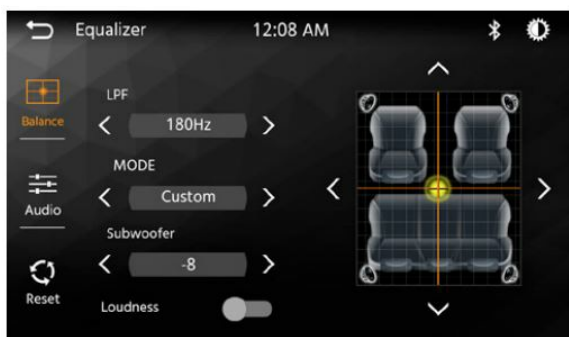 Equalizer 12:08 AM
Balance
LPF
180Hz
MODE
Custom
Audio
Subwoofer
-8
Reset
Loudness